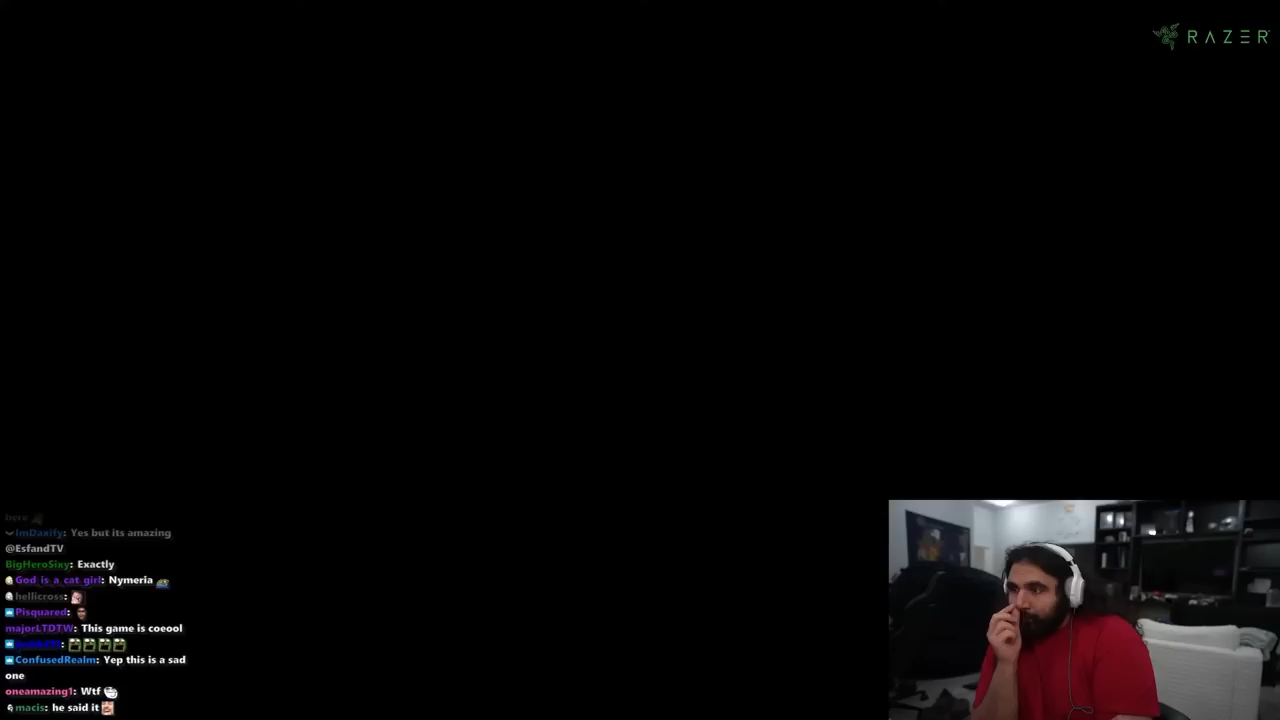 RAZER
here
ImDaxify: Yes but its amazing
@EsfandTV
BigHeroSixy: Exactly
God_is_a_cat_girl: Nymeria
hellicross:
Pisquared:
majorLTDTW: This game is coeool
ConfusedRealm: Yep this is a sad
one
oneamazing1: Wtf
macis: he said it